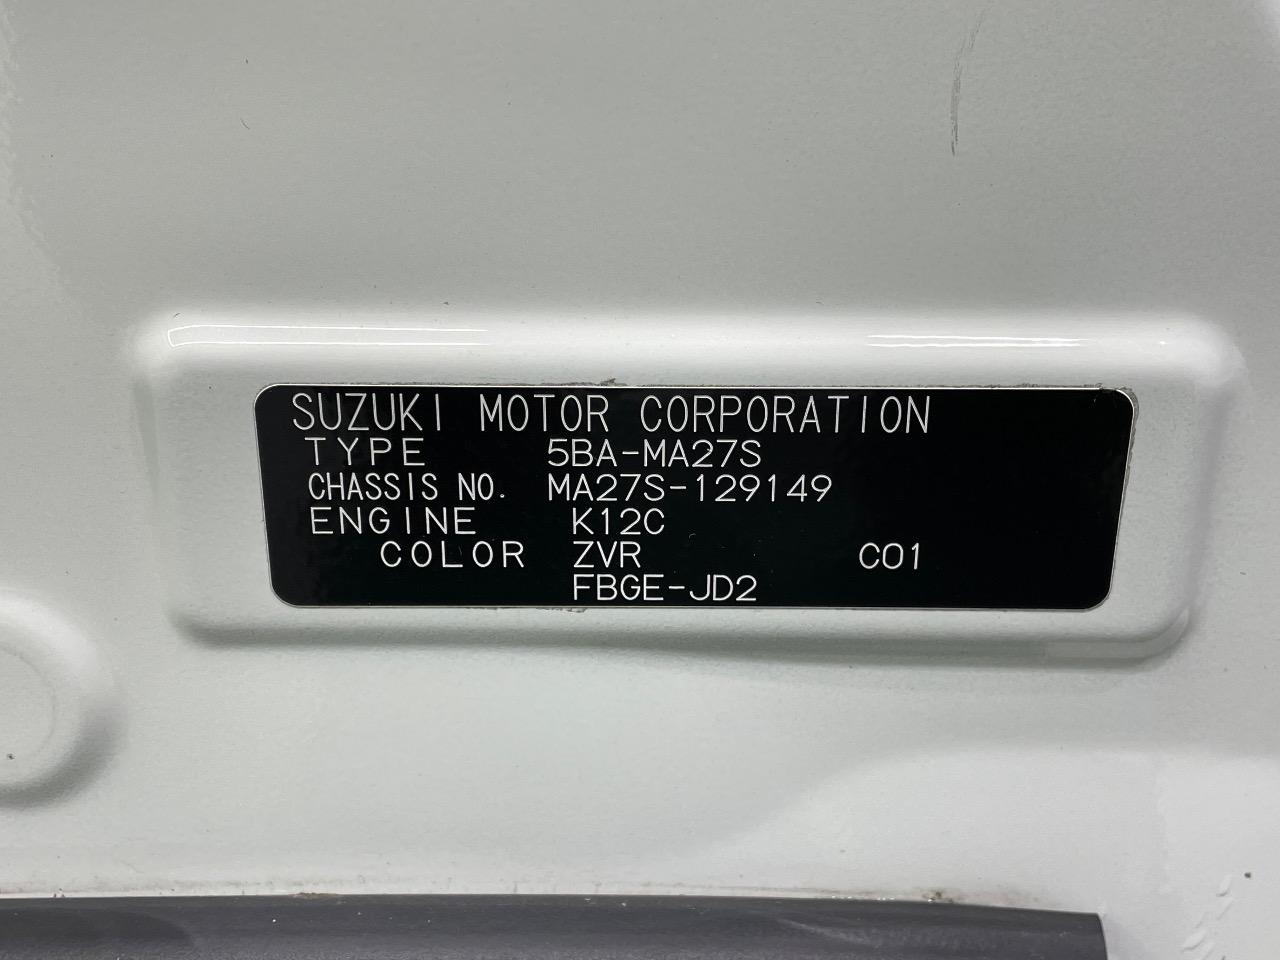 SUZUKI MOTOR CORPORATION
TYPE 5BA-MA27S
CHASSIS NO. MA27S-129149
ENGINE K12C
COLOR ZVR C01
FBGE-JD2